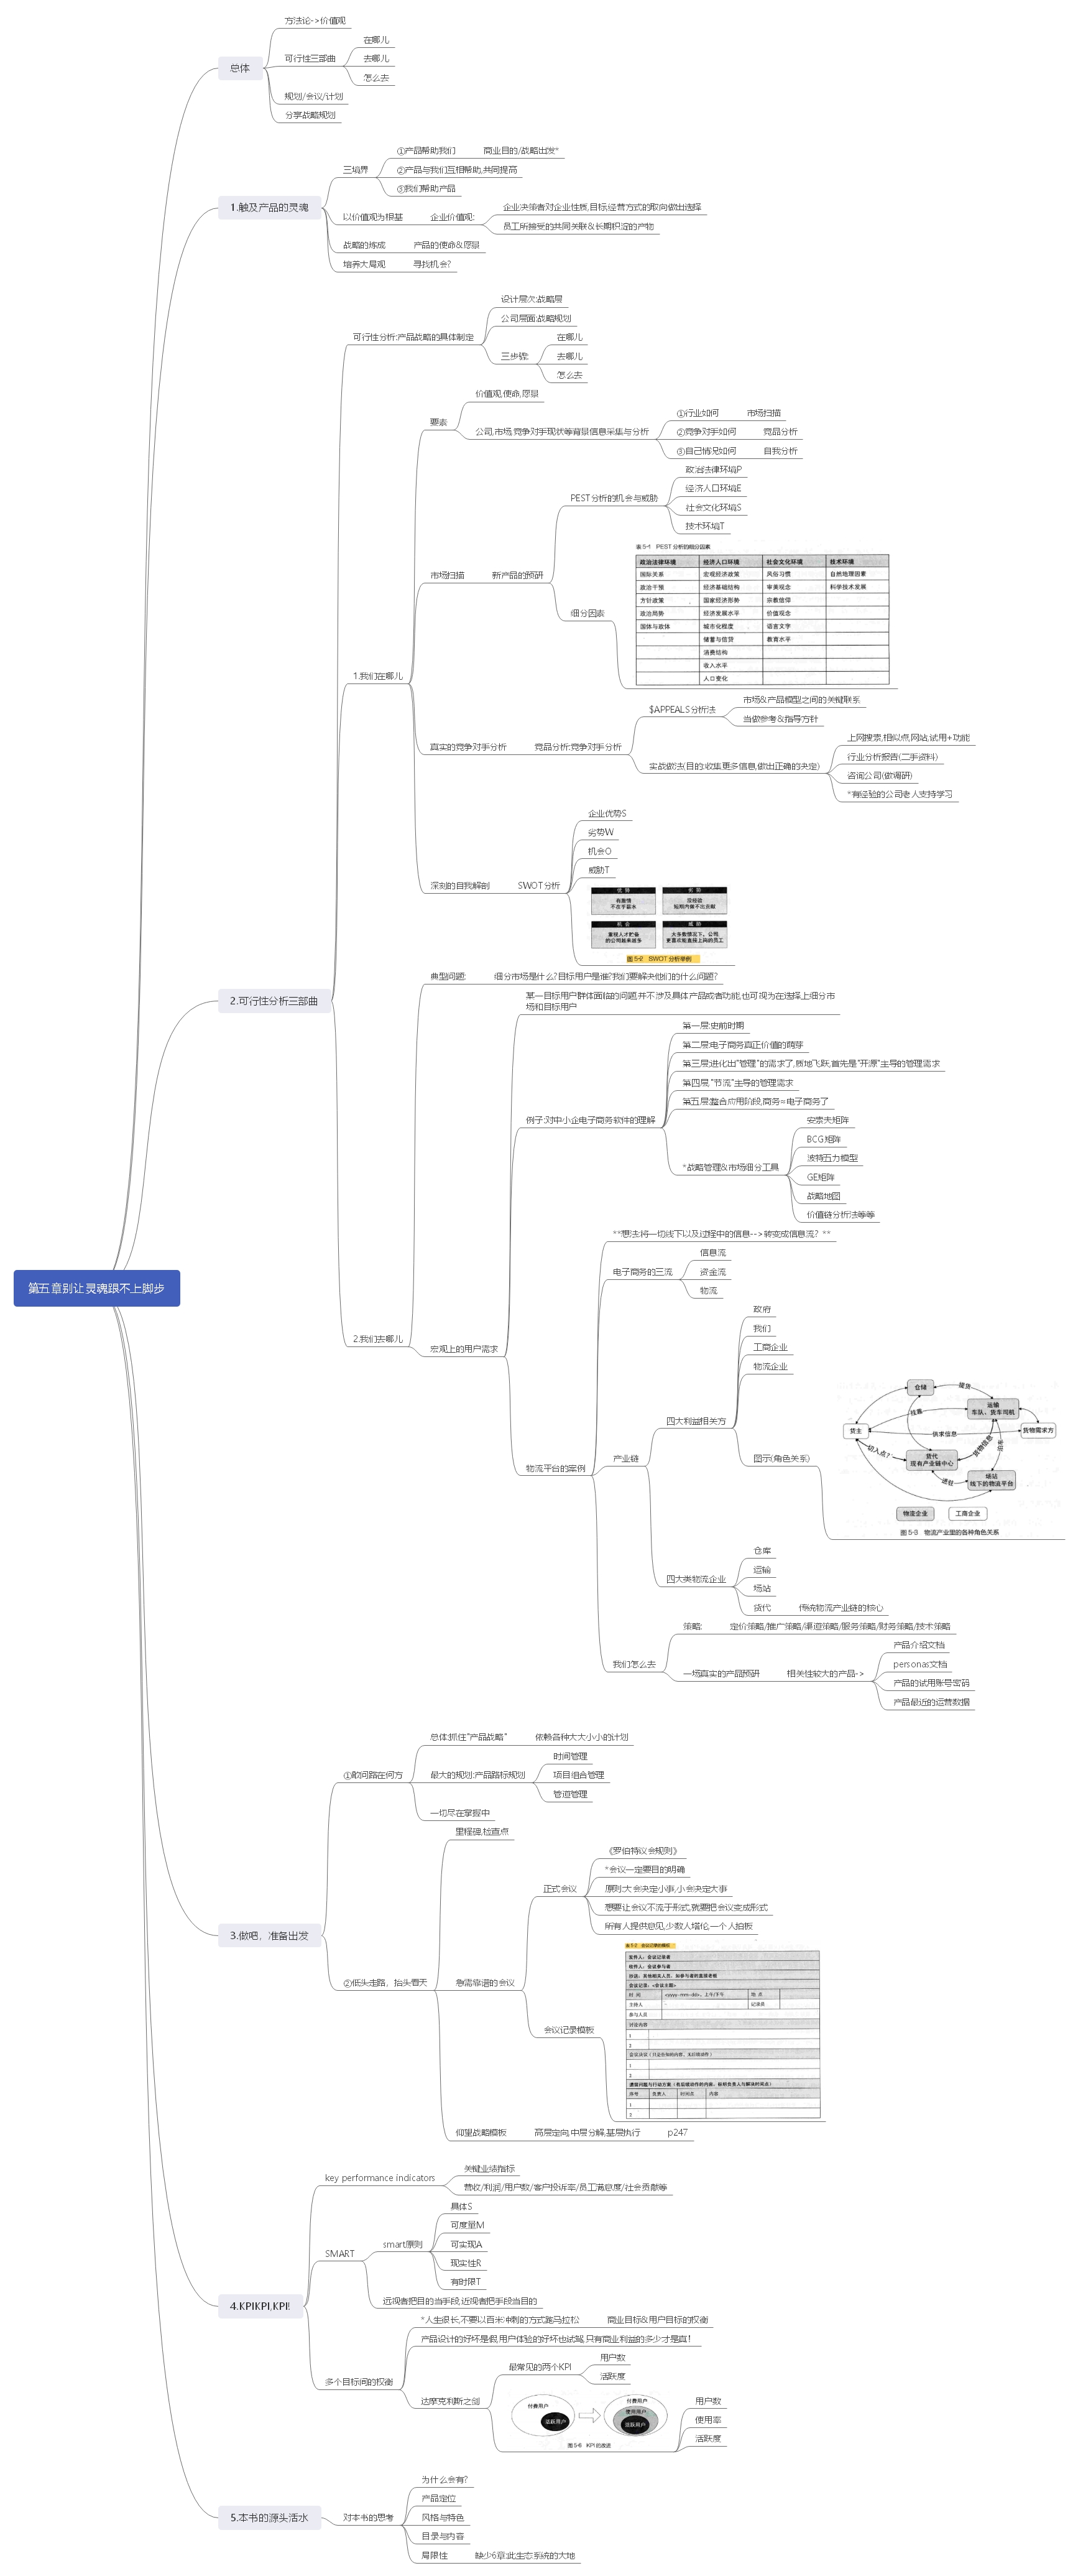 第五章别让灵魂跟不上脚步
总体
方法论->价值观
可行性三部曲
在哪儿
去哪儿
怎么去
规划/会议/计划
分享战略规划
1.触及产品的灵魂
三境界
①产品帮助我们
商业目的/战略出发*
②产品与我们互相帮助,共同提高
③我们帮助产品
以价值观为根基
企业价值观:
企业决策者对企业性质,目标,经营方式的取向做出选择
员工所接受的共同关联&长期积淀的产物
战略的炼成
产品的使命&愿景
培养大局观
寻找机会?
2.可行性分析三部曲
可行性分析:产品战略的具体制定
设计层次:战略层
公司层面:战略规划
三步骤:
在哪儿
去哪儿
怎么去
1.我们在哪儿
要素
价值观,使命,愿景
公司,市场,竞争对手现状等背景信息采集与分析
①行业如何
市场扫描
②竞争对手如何
竞品分析
③自己情况如何
自我分析
市场扫描
新产品的预研
PEST分析的机会与威胁
政治法律环境P
经济人口环境E
社会文化环境S
技术环境T
细分因素
表5-1 PEST分析的细分因素
政治法律环境 经济人口环境 社会文化环境 技术环境
国际关系 宏观经济政策 风俗习惯 自然地理因素
政治干预 经济基础结构 审美观念 科学技术发展
方针政策 国家经济形势 宗教信仰
政治局势 经济发展水平 价值观念
国体与政体 城市化程度 语言文字
储蓄与信贷 教育水平
消费结构
收入水平
人口变化
真实的竞争对手分析
竞品分析:竞争对手分析
$APPEALS分析法
市场&产品模型之间的关键联系
当做参考&指导方针
实战做法(目的:收集更多信息,做出正确的决定)
上网搜索,相似点,网站,试用+功能
行业分析报告(二手资料)
咨询公司(做调研)
*有经验的公司老人支持学习
深刻的自我解剖
SWOT分析
企业优势S
劣势W
机会O
威胁T
优势
有激情
不在乎薪水
劣势
没经验
短期内做不出贡献
机会
重视人才贮备
的公司越来越多
威胁
大多数情况下，公司
更喜欢能直接上岗的员工
图5-2 SWOT分析举例
2.我们去哪儿
典型问题:
细分市场是什么?目标用户是谁?我们要解决他们的什么问题?
宏观上的用户需求
某一目标用户群体面临的问题,并不涉及具体产品或者功能,也可视为在选择上细分市
场和目标用户
例子:对中小企电子商务软件的理解
第一层:史前时期
第二层:电子商务真正价值的萌芽
第三层:进化出"管理"的需求了,质地飞跃,首先是"开源"主导的管理需求
第四层,"节流"主导的管理需求
第五层:整合应用阶段,商务≈电子商务了
*战略管理&市场细分工具
安索夫矩阵
BCG矩阵
波特五力模型
GE矩阵
战略地图
价值链分析法等等
物流平台的案例
**想法:将一切线下以及过程中的信息-->转变成信息流？**
电子商务的三流
信息流
资金流
物流
产业链
四大利益相关方
政府
我们
工商企业
物流企业
图示(角色关系)
仓储
提货
运输
车队、货车司机
挂靠
货主
供求信息
货物需求方
切入点?
货代
现有产业链中心
货物信息
场站
线下的物流平台
物流企业
工商企业
图5-3 物流产业里的各种角色关系
四大类物流企业
仓库
运输
场站
货代
传统物流产业链的核心
我们怎么去
策略:
定价策略/推广策略/渠道策略/服务策略/财务策略/技术策略
一场真实的产品预研
相关性较大的产品->
产品介绍文档
personas文档
产品的试用账号密码
产品最近的运营数据
3.做吧，准备出发
①敢问路在何方
总体:抓住"产品战略"
依赖各种大大小小的计划
最大的规划:产品路标规划
时间管理
项目组合管理
管道管理
一切尽在掌握中
②低头走路，抬头看天
里程碑,检查点
急需靠谱的会议
正式会议
《罗伯特议会规则》
*会议一定要目的明确
原则:大会决定小事,小会决定大事
想要让会议不流于形式,就要把会议变成形式
所有人提供意见,少数人塔伦,一个人拍板
会议记录模板
表5-2 会议记录的模板
发件人：会议记录者
收件人：会议参与者
抄送：其他相关人员，如参与者的直接老板
会议记录：<会议主题>
时 间 <yyyy-mm-dd>，上午/下午 地 点
主持人 记录员
参与人员
讨论内容
1
2
会议决议（只是告知的内容，无后续动作）
1
2
遗留问题与行动方案（有后续动作的内容，标明负责人与解决时间点）
序号 负责人 时间点 内容
1
2
仰望战略模板
高层定向,中层分解,基层执行
p247
4.KPIKPI,KPI!
key performance indicators
关键业绩指标
营收/利润/用户数/客户投诉率/员工满意度/社会贡献等
SMART
smart原则
具体S
可度量M
可实现A
现实性R
有时限T
远视者把目的当手段,近视者把手段当目的
多个目标间的权衡
*人生很长,不要以百米冲刺的方式跑马拉松
商业目标&用户目标的权衡
产品设计的好坏是假,用户体验的好坏也试驾,只有商业利益的多少才是真!
达摩克利斯之剑
最常见的两个KPI
用户数
活跃度
付费用户
活跃用户
付费用户
使用用户
活跃用户
图5-6 KPI的改进
用户数
使用率
活跃度
5.本书的源头活水
对本书的思考
为什么会有?
产品定位
风格与特色
目录与内容
局限性
缺少6章:此生态系统的大地